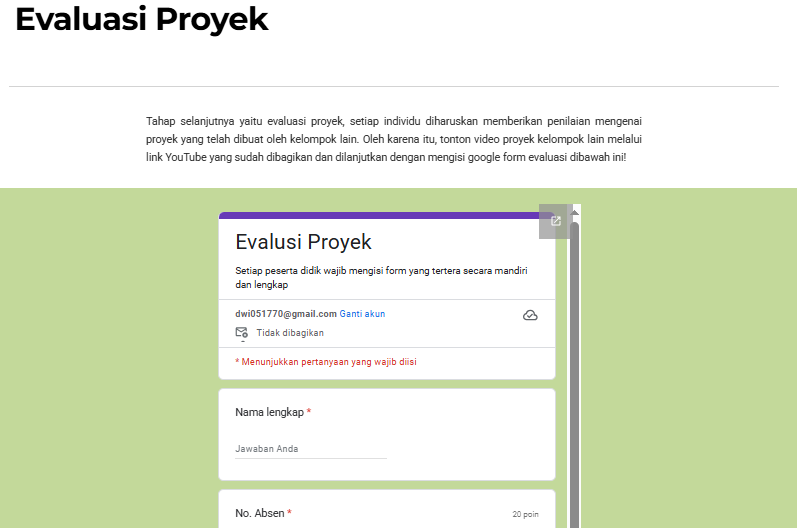 Evaluasi Proyek
Tahap selanjutnya yaitu evaluasi proyek, setiap individu diharuskan memberikan penilaian mengenai
proyek yang telah dibuat oleh kelompok lain. Oleh karena itu, tonton video proyek kelompok lain melalui
link YouTube yang sudah dibagikan dan dilanjutkan dengan mengisi google form evaluasi dibawah ini!
Evalusi Proyek
Setiap peserta didik wajib mengisi form yang tertera secara mandiri
dan lengkap
dwi051770@gmail.com Ganti akun
Tidak dibagikan
* Menunjukkan pertanyaan yang wajib diisi
Nama lengkap *
Jawaban Anda
No. Absen * 20 poin